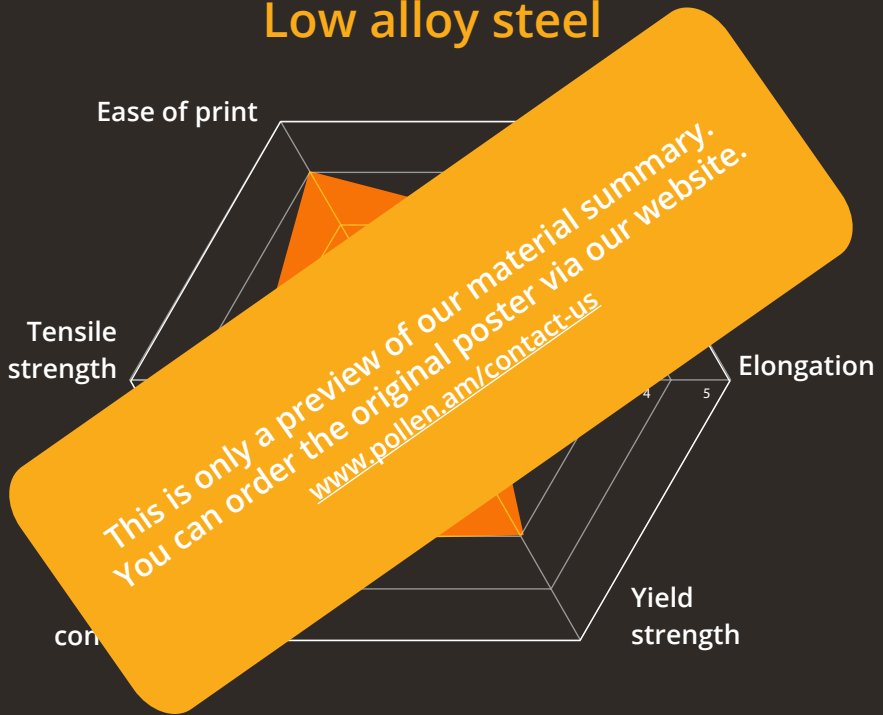 Low alloy steel
Ease of print
Tensile
strength
Elongation
4
5
Yield
strength
This is only a preview of our material summary.
You can order the original poster via our website.
www.pollen.am/contact-us